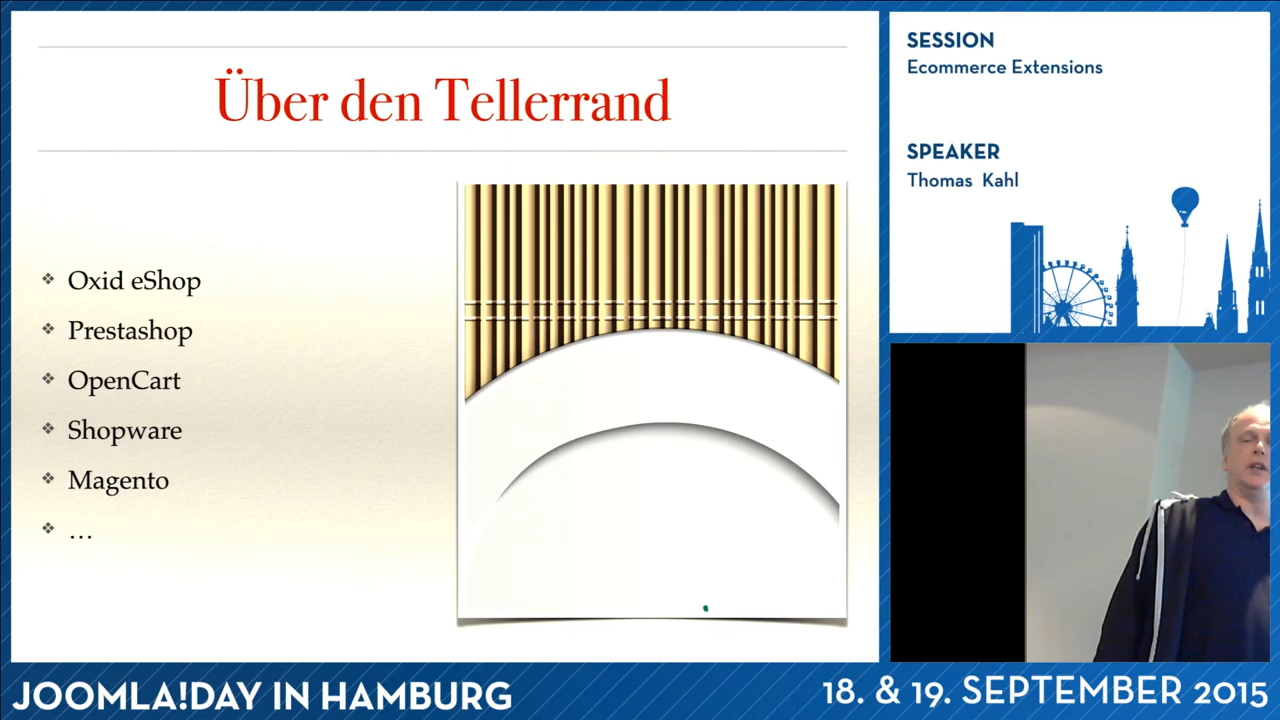 Über den Tellerrand
Oxid eShop
Prestashop
OpenCart
Shopware
Magento
...
SESSION
Ecommerce Extensions
SPEAKER
Thomas Kahl
JOOMLA!DAY IN HAMBURG
18. & 19. SEPTEMBER 2015